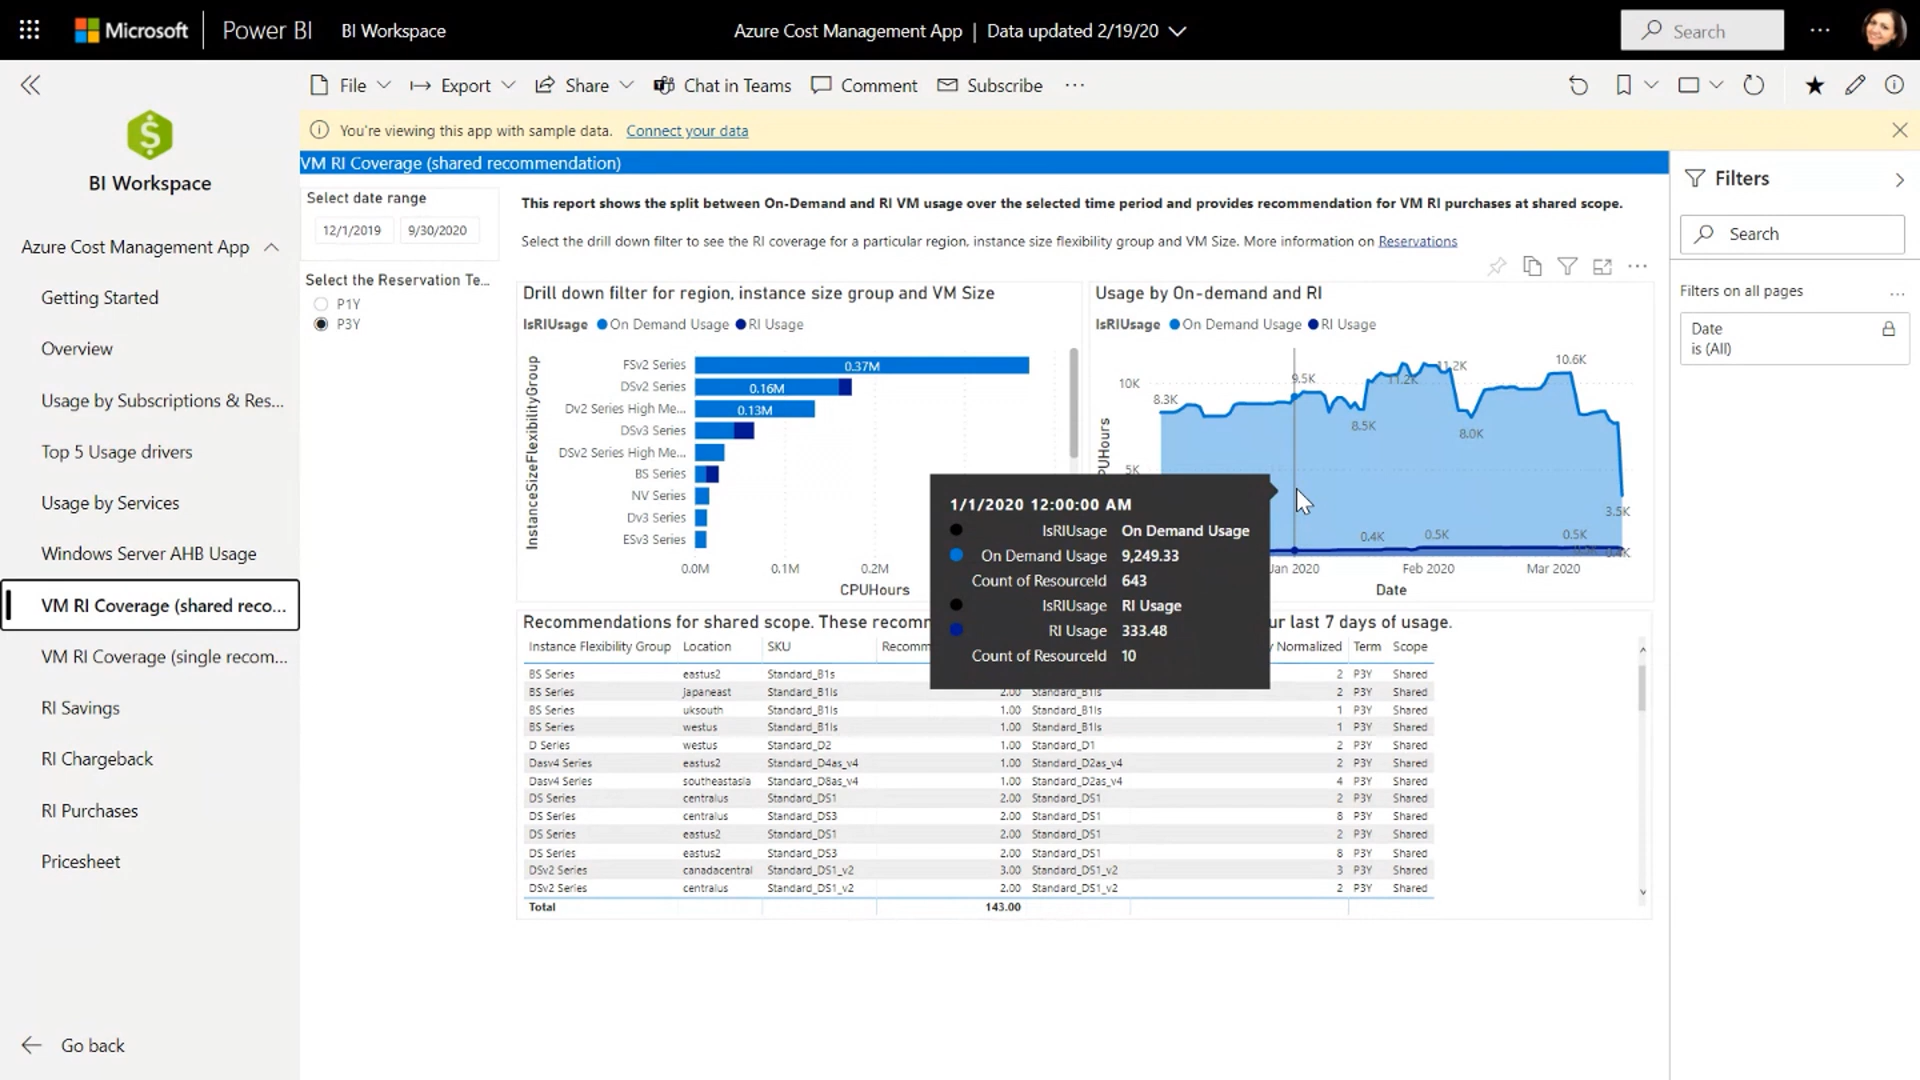 Microsoft Power BI BI Workspace
Azure Cost Management App | Data updated 2/19/20
Search
File Export Share Chat in Teams Comment Subscribe
You're viewing this app with sample data. Connect your data
BI Workspace
Azure Cost Management App
Getting Started
Overview
Usage by Subscriptions & Res...
Top 5 Usage drivers
Usage by Services
Windows Server AHB Usage
VM RI Coverage (shared reco...
VM RI Coverage (single recom...
RI Savings
RI Chargeback
RI Purchases
Pricesheet
Go back
VM RI Coverage (shared recommendation)
Select date range
12/1/2019 9/30/2020
Select the Reservation Te...
P1Y
P3Y
This report shows the split between On-Demand and RI VM usage over the selected time period and provides recommendation for VM RI purchases at shared scope.
Select the drill down filter to see the RI coverage for a particular region, instance size flexibility group and VM Size. More information on Reservations
Drill down filter for region, instance size group and VM Size
IsRIUsage On Demand Usage RI Usage
InstanceSizeFlexibilityGroup
FSv2 Series 0.37M
DSv2 Series 0.16M
Dv2 Series High Me... 0.13M
DSv3 Series
DSv2 Series High Me...
BS Series
NV Series
Dv3 Series
ESv3 Series
0.0M 0.1M 0.2M
CPUHours
Usage by On-demand and RI
IsRIUsage On Demand Usage RI Usage
10K
5K
8.3K 9.5K 8.5K 11.2K 8.0K 10.6K 3.5K
0.4K 0.5K 0.5K
Jan 2020 Feb 2020 Mar 2020
Date
1/1/2020 12:00:00 AM
IsRIUsage On Demand Usage
On Demand Usage 9,249.33
Count of ResourceId 643
IsRIUsage RI Usage
RI Usage 333.48
Count of ResourceId 10
Recommendations for shared scope. These recomm ur last 7 days of usage.
Instance Flexibility Group Location SKU Recomm Normalized Term Scope
BS Series eastus2 Standard_B1s 2 P3Y Shared
BS Series japaneast Standard_B1ls 2.00 Standard_B1ls 2 P3Y Shared
BS Series uksouth Standard_B1ls 1.00 Standard_B1ls 1 P3Y Shared
BS Series westus Standard_B1ls 1.00 Standard_B1ls 1 P3Y Shared
D Series westus Standard_D2 1.00 Standard_D1 2 P3Y Shared
Dasv4 Series eastus2 Standard_D4as_v4 1.00 Standard_D2as_v4 2 P3Y Shared
Dasv4 Series southeastasia Standard_D8as_v4 1.00 Standard_D2as_v4 4 P3Y Shared
DS Series centralus Standard_DS1 2.00 Standard_DS1 2 P3Y Shared
DS Series centralus Standard_DS3 2.00 Standard_DS1 8 P3Y Shared
DS Series eastus2 Standard_DS1 2.00 Standard_DS1 2 P3Y Shared
DS Series eastus2 Standard_DS3 2.00 Standard_DS1 8 P3Y Shared
DSv2 Series canadacentral Standard_DS1_v2 3.00 Standard_DS1_v2 3 P3Y Shared
DSv2 Series centralus Standard_DS1_v2 2.00 Standard_DS1_v2 2 P3Y Shared
Total 143.00
Filters
Search
Filters on all pages
Date
is (All)